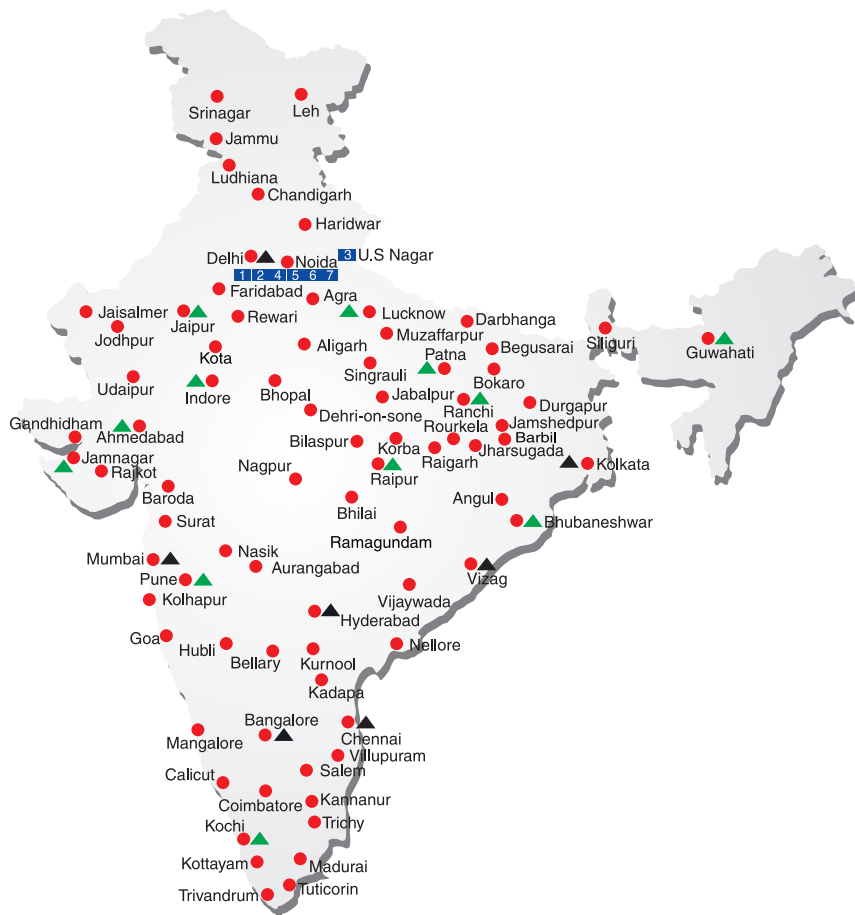 Srinagar
Leh
Jammu
Ludhiana
Chandigarh
Haridwar
Delhi
Noida
3 U.S Nagar
1 2 4 5 6 7
Faridabad
Agra
Jaisalmer
Jaipur
Rewari
Lucknow
Darbhanga
Jodhpur
Muzaffarpur
Siliguri
Guwahati
Kota
Aligarh
Patna
Begusarai
Udaipur
Indore
Bhopal
Singrauli
Bokaro
Jabalpur
Ranchi
Durgapur
Dehri-on-sone
Gandhidham
Ahmedabad
Rourkela
Jamshedpur
Bilaspur
Korba
Barbil
Jharsugada
Jamnagar
Raigarh
Kolkata
Rajkot
Nagpur
Raipur
Baroda
Bhilai
Angul
Surat
Bhubaneshwar
Ramagundam
Mumbai
Nasik
Aurangabad
Vizag
Pune
Kolhapur
Vijaywada
Hyderabad
Goa
Hubli
Bellary
Kurnool
Nellore
Kadapa
Bangalore
Mangalore
Chennai
Villupuram
Calicut
Salem
Coimbatore
Kannanur
Kochi
Trichy
Kottayam
Madurai
Trivandrum
Tuticorin